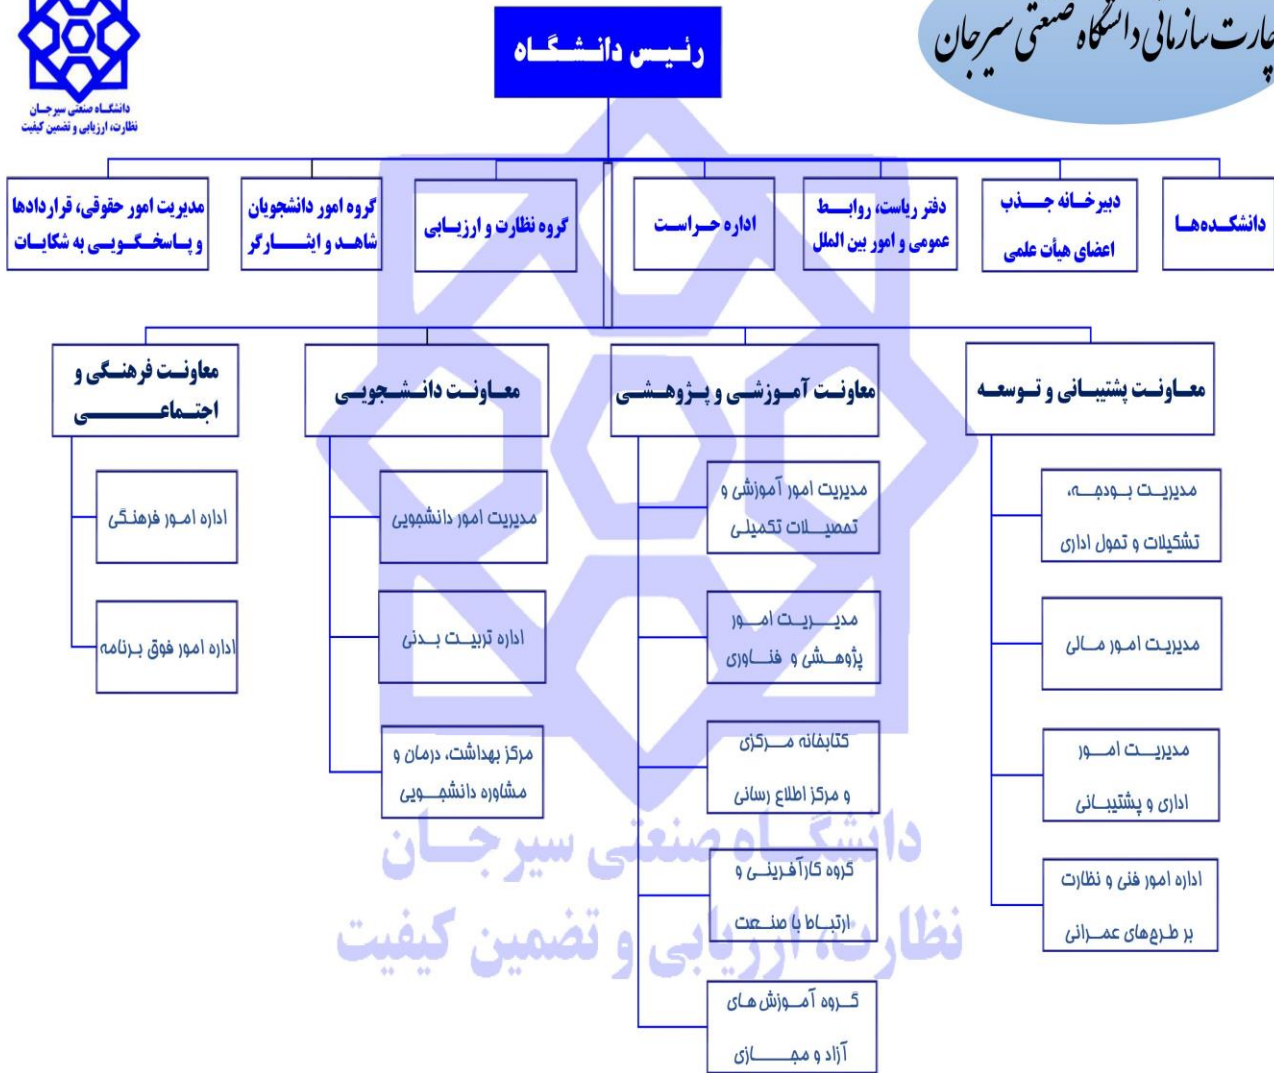 چارت سازمانی دانشگاه صنعتی سیرجان
دانشگاه صنعتی سیرجان
نظارت، ارزیابی و تضمین کیفیت
رئیس دانشگاه
دانشکده‌ها
دبیرخانه جذب
اعضای هیأت علمی
دفتر ریاست، روابط
عمومی و امور بین الملل
اداره حراست
گروه نظارت و ارزیابی
گروه امور دانشجویان
شاهد و ایثارگر
مدیریت امور حقوقی، قراردادها
و پاسخگویی به شکایات
معاونت پشتیبانی و توسعه
مدیریت بودجه،
تشکیلات و تحول اداری
مدیریت امور مالی
مدیریت امور
اداری و پشتیبانی
اداره امور فنی و نظارت
بر طرح‌های عمرانی
معاونت آموزشی و پژوهشی
مدیریت امور آموزشی و
تحصیلات تکمیلی
مدیریت امور
پژوهشی و فناوری
کتابخانه مرکزی
و مرکز اطلاع رسانی
گروه کارآفرینی و
ارتباط با صنعت
گروه آموزش های
آزاد و مجازی
معاونت دانشجویی
مدیریت امور دانشجویی
اداره تربیت بدنی
مرکز بهداشت، درمان و
مشاوره دانشجویی
معاونت فرهنگی و
اجتماعی
اداره امور فرهنگی
اداره امور فوق برنامه
دانشگاه صنعتی سیرجان
نظارت، ارزیابی و تضمین کیفیت